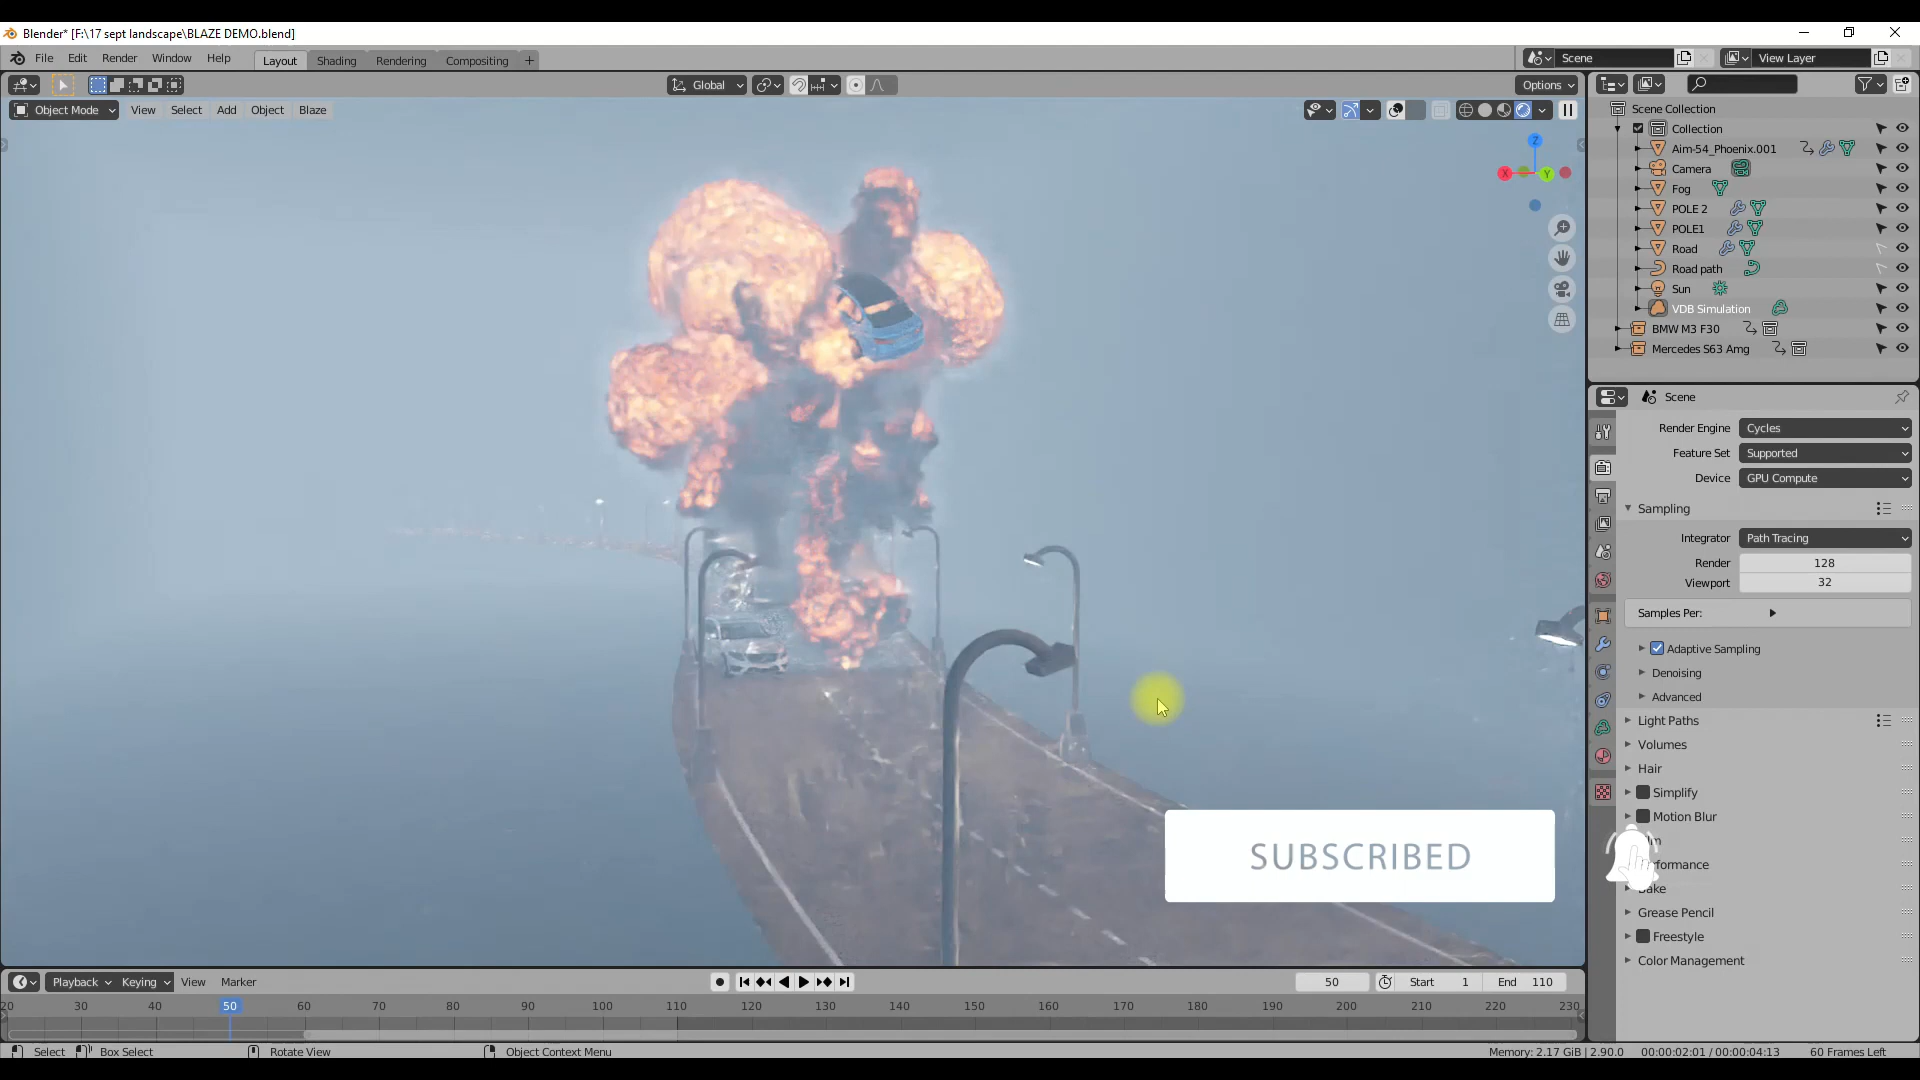 Blender* [F:\17 sept landscape\BLAZE DEMO.blend]
File Edit Render Window Help Layout Shading Rendering Compositing + Scene View Layer
Global Options
Object Mode View Select Add Object Blaze
Z
X Y
Scene Collection
Collection
Aim-54_Phoenix.001
Camera
Fog
POLE 2
POLE1
Road
Road path
Sun
VDB Simulation
BMW M3 F30
Mercedes S63 Amg
Scene
Render Engine Cycles
Feature Set Supported
Device GPU Compute
Sampling
Integrator Path Tracing
Render 128
Viewport 32
Samples Per:
Adaptive Sampling
Denoising
Advanced
Light Paths
Volumes
Hair
Simplify
Motion Blur
SUBSCRIBED
Grease Pencil
Freestyle
Color Management
Playback Keying View Marker 50 Start 1 End 110
20 30 40 50 60 70 80 90 100 110 120 130 140 150 160 170 180 190 200 210 220 230
Select Box Select Rotate View Object Context Menu Memory: 2.17 GiB | 2.90.0 00:00:02:01 / 00:00:04:13 60 Frames Left